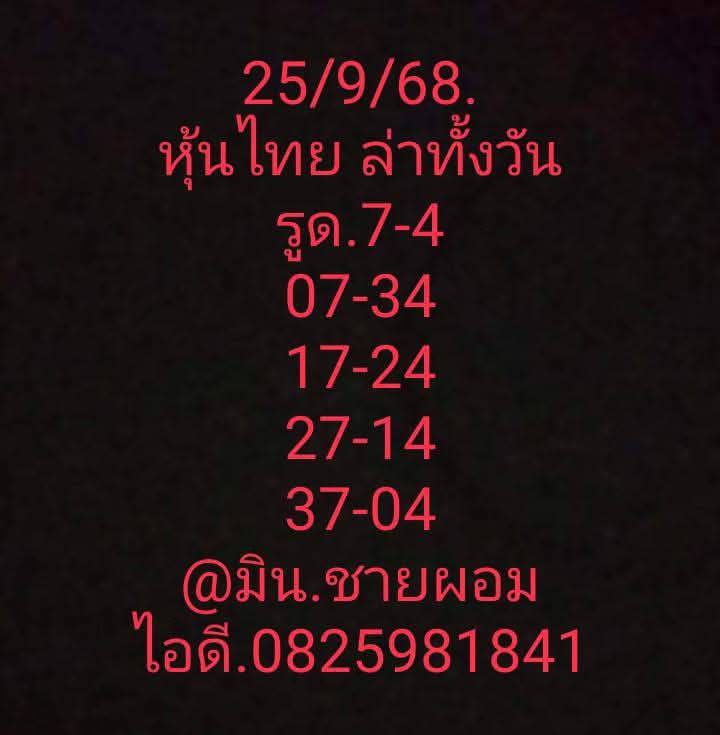 25/9/68.
หุ้นไทย ล่าทั้งวัน
รูด.7-4
07-34
17-24
27-14
37-04
@มิน.ชายผอม
ไอดี.0825981841